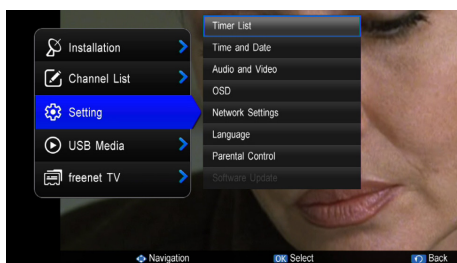 Installation
Channel List
Setting
USB Media
freenet TV
Timer List
Time and Date
Audio and Video
OSD
Network Settings
Language
Parental Control
Software Update
Navigation
OK Select
Back